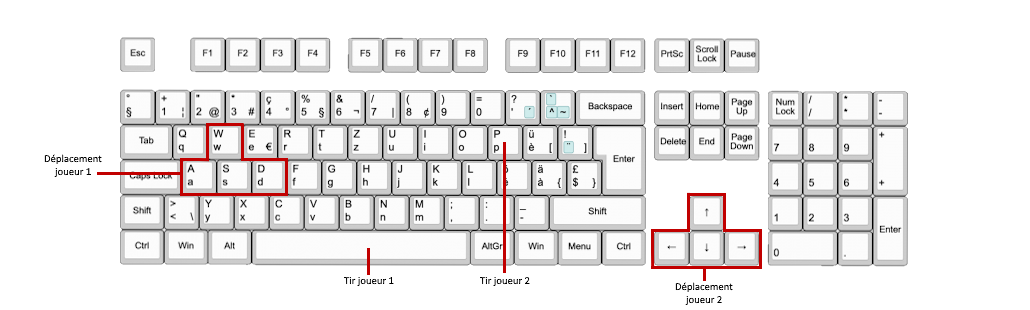 Esc F1 F2 F3 F4 F5 F6 F7 F8 F9 F10 F11 F12 PrtSc Scroll Lock Pause
° § + 1 ¦ " 2 @ * 3 # ç 4 ° % 5 § & 6 ¬ / 7 | ( 8 ¢ ) 9 = 0 ? ' ´ ` ^ ~ Backspace Insert Home Page Up Num Lock / / * * - -
Tab Q q W w E e € R r T t Z z U u I i O o P p ü è [ ! ¨ ] Enter Delete End Page Down 7 8 9 + +
Déplacement
joueur 1
Caps Lock A a S s D d F f G g H h J j K k L l ä à { £ $ } 4 5 6
Shift > < \ Y y X x C c V v B b N n M m ; , : . _ - Shift ↑ 1 2 3 Enter
Ctrl Win Alt AltGr Win Menu Ctrl ← ↓ → 0 .
Tir joueur 1
Tir joueur 2
Déplacement
joueur 2